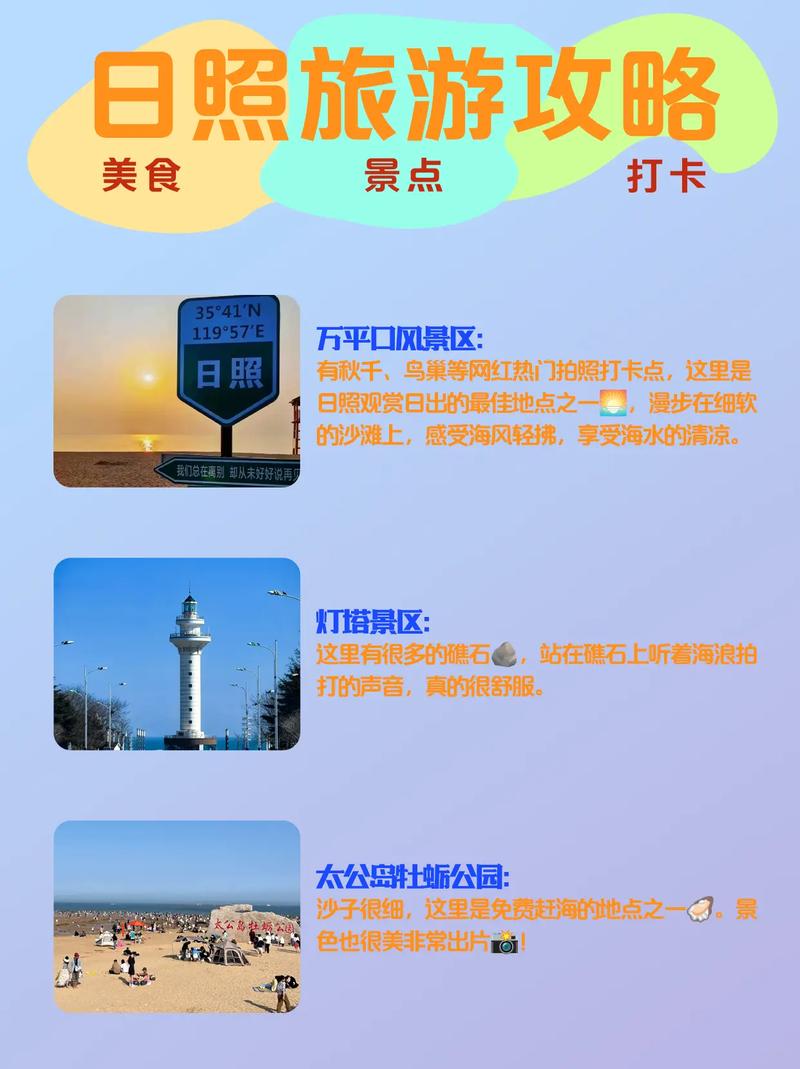 日照旅游攻略
美食 景点 打卡
35°41'N
119°57'E
日照
我们总在离别 却从未好好说再见
万平口风景区:
有秋千、鸟巢等网红热门拍照打卡点，这里是
日照观赏日出的最佳地点之一🌅，漫步在细软
的沙滩上，感受海风轻拂，享受海水的清凉。
灯塔景区:
这里有很多的礁石🪨，站在礁石上听着海浪拍
打的声音，真的很舒服。
太公岛牡蛎公园
太公岛牡蛎公园:
沙子很细，这里是免费赶海的地点之一🦪。景
色也很美非常出片📸!